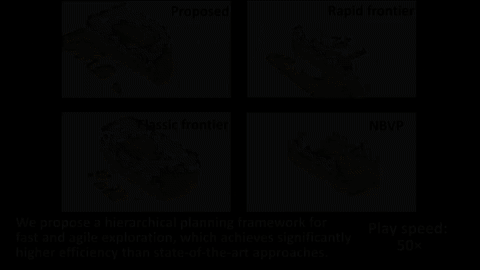 Proposed
Rapid frontier
Classic frontier
NBVP
We propose a hierarchical planning framework for
fast and agile exploration, which achieves significantly
higher efficiency than state-of-the-art approaches.
Play speed:
50×